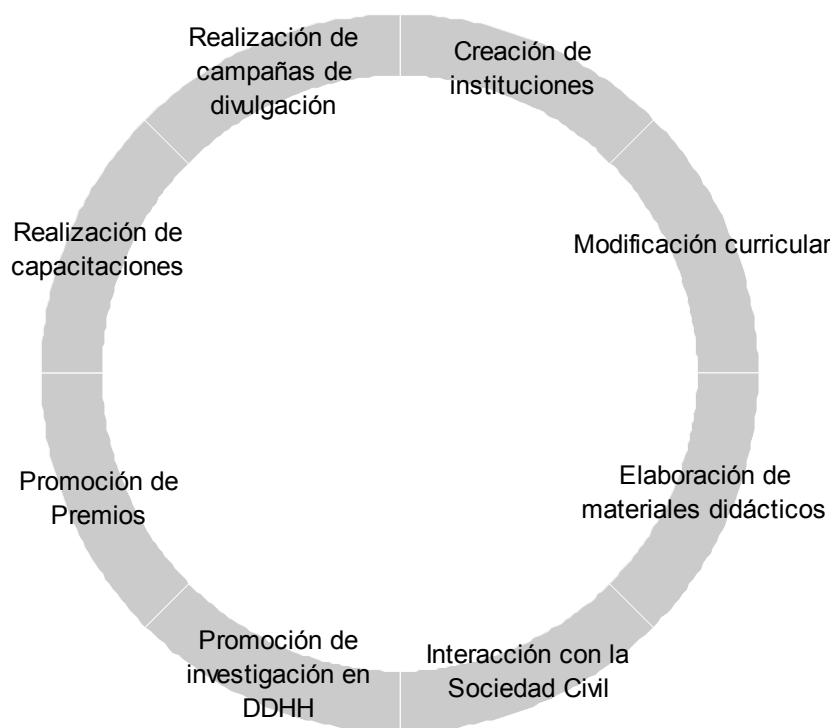 Creación de
instituciones
Modificación curricular
Elaboración de
materiales didácticos
Interacción con la
Sociedad Civil
Promoción de
investigación en
DDHH
Promoción de
Premios
Realización de
capacitaciones
Realización de
campañas de
divulgación